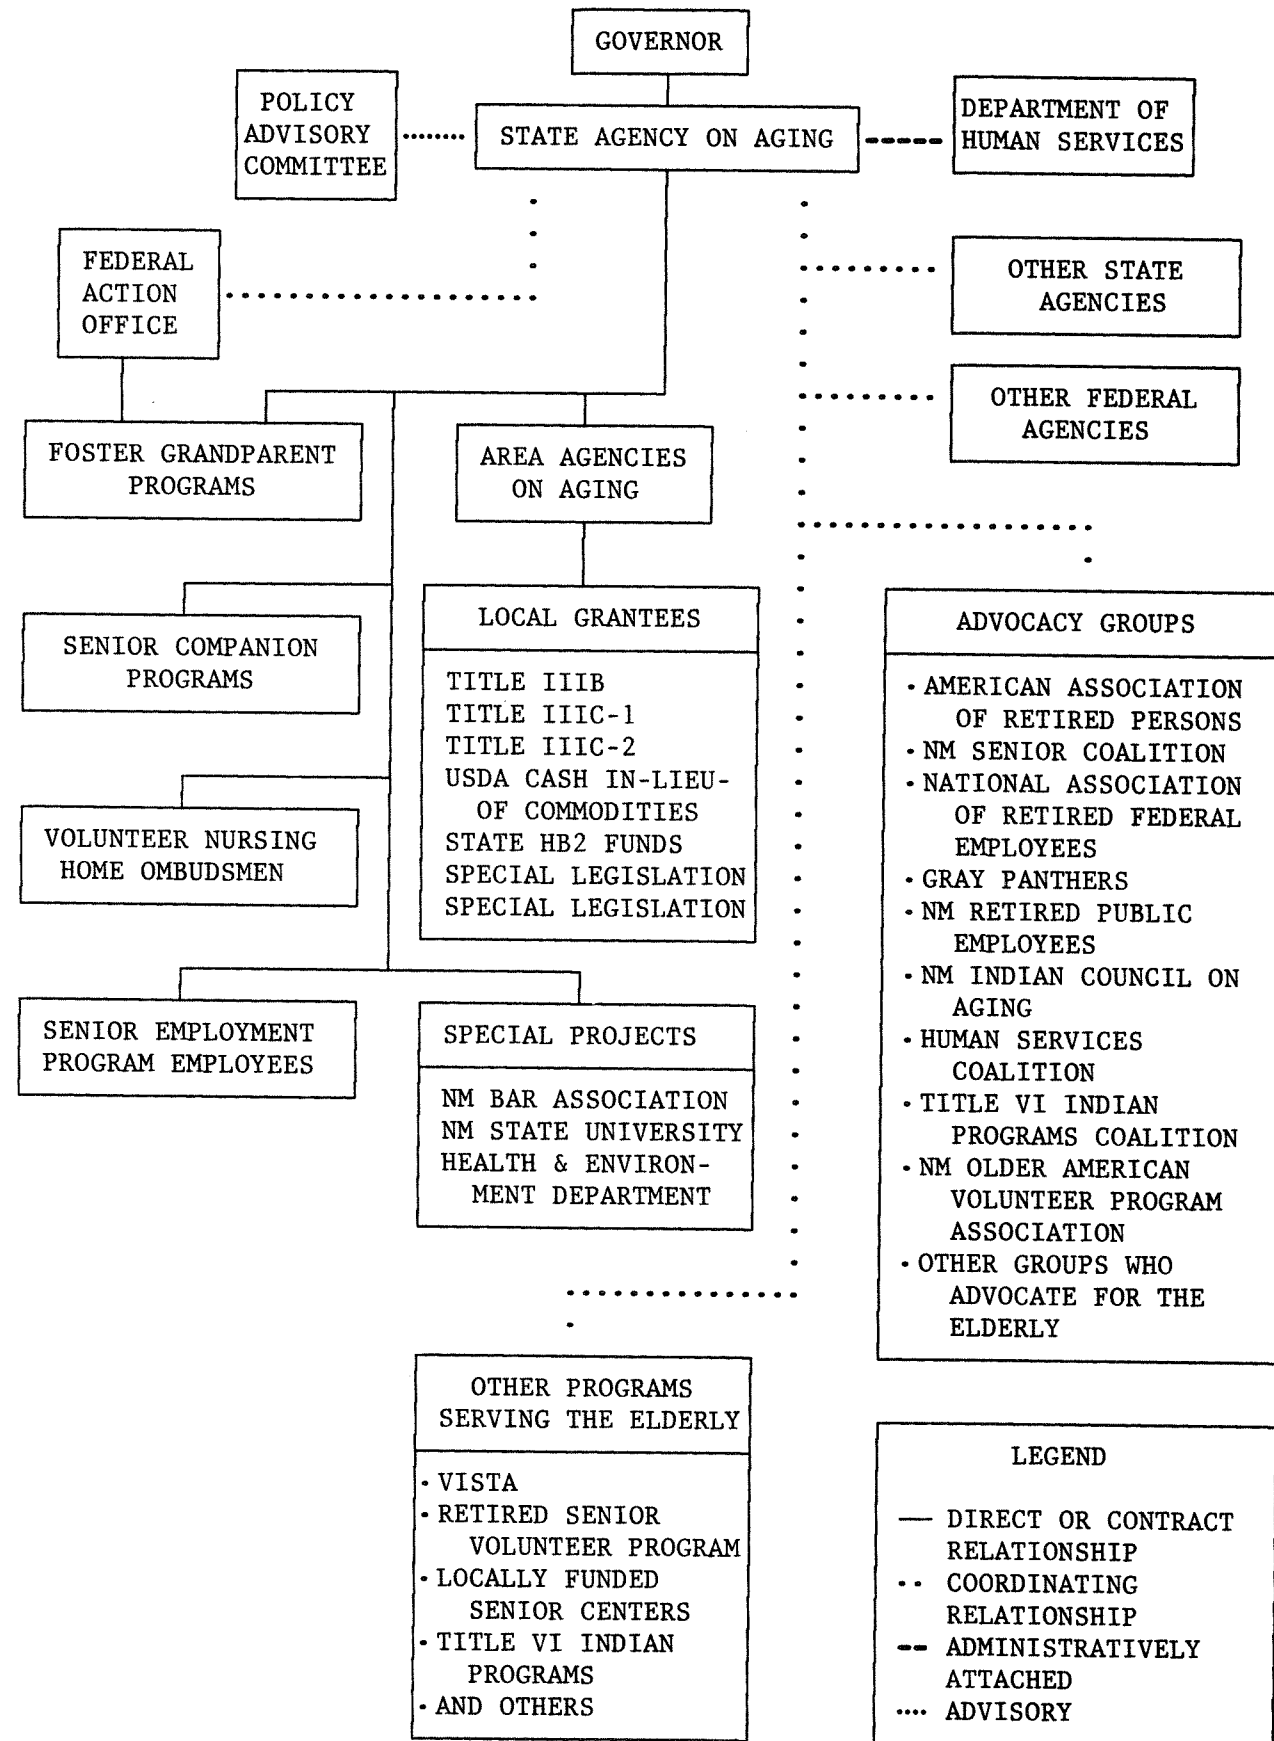 GOVERNOR
POLICY
ADVISORY
COMMITTEE
STATE AGENCY ON AGING
DEPARTMENT OF
HUMAN SERVICES
FEDERAL
ACTION
OFFICE
OTHER STATE
AGENCIES
OTHER FEDERAL
AGENCIES
FOSTER GRANDPARENT
PROGRAMS
AREA AGENCIES
ON AGING
SENIOR COMPANION
PROGRAMS
VOLUNTEER NURSING
HOME OMBUDSMEN
SENIOR EMPLOYMENT
PROGRAM EMPLOYEES
LOCAL GRANTEES
TITLE IIIB
TITLE IIIC-1
TITLE IIIC-2
USDA CASH IN-LIEU-
OF COMMODITIES
STATE HB2 FUNDS
SPECIAL LEGISLATION
SPECIAL LEGISLATION
SPECIAL PROJECTS
NM BAR ASSOCIATION
NM STATE UNIVERSITY
HEALTH & ENVIRON-
MENT DEPARTMENT
ADVOCACY GROUPS
• AMERICAN ASSOCIATION
OF RETIRED PERSONS
• NM SENIOR COALITION
• NATIONAL ASSOCIATION
OF RETIRED FEDERAL
EMPLOYEES
• GRAY PANTHERS
• NM RETIRED PUBLIC
EMPLOYEES
• NM INDIAN COUNCIL ON
AGING
• HUMAN SERVICES
COALITION
• TITLE VI INDIAN
PROGRAMS COALITION
• NM OLDER AMERICAN
VOLUNTEER PROGRAM
ASSOCIATION
• OTHER GROUPS WHO
ADVOCATE FOR THE
ELDERLY
OTHER PROGRAMS
SERVING THE ELDERLY
• VISTA
• RETIRED SENIOR
VOLUNTEER PROGRAM
• LOCALLY FUNDED
SENIOR CENTERS
• TITLE VI INDIAN
PROGRAMS
• AND OTHERS
LEGEND
— DIRECT OR CONTRACT
RELATIONSHIP
•• COORDINATING
RELATIONSHIP
-- ADMINISTRATIVELY
ATTACHED
•••• ADVISORY